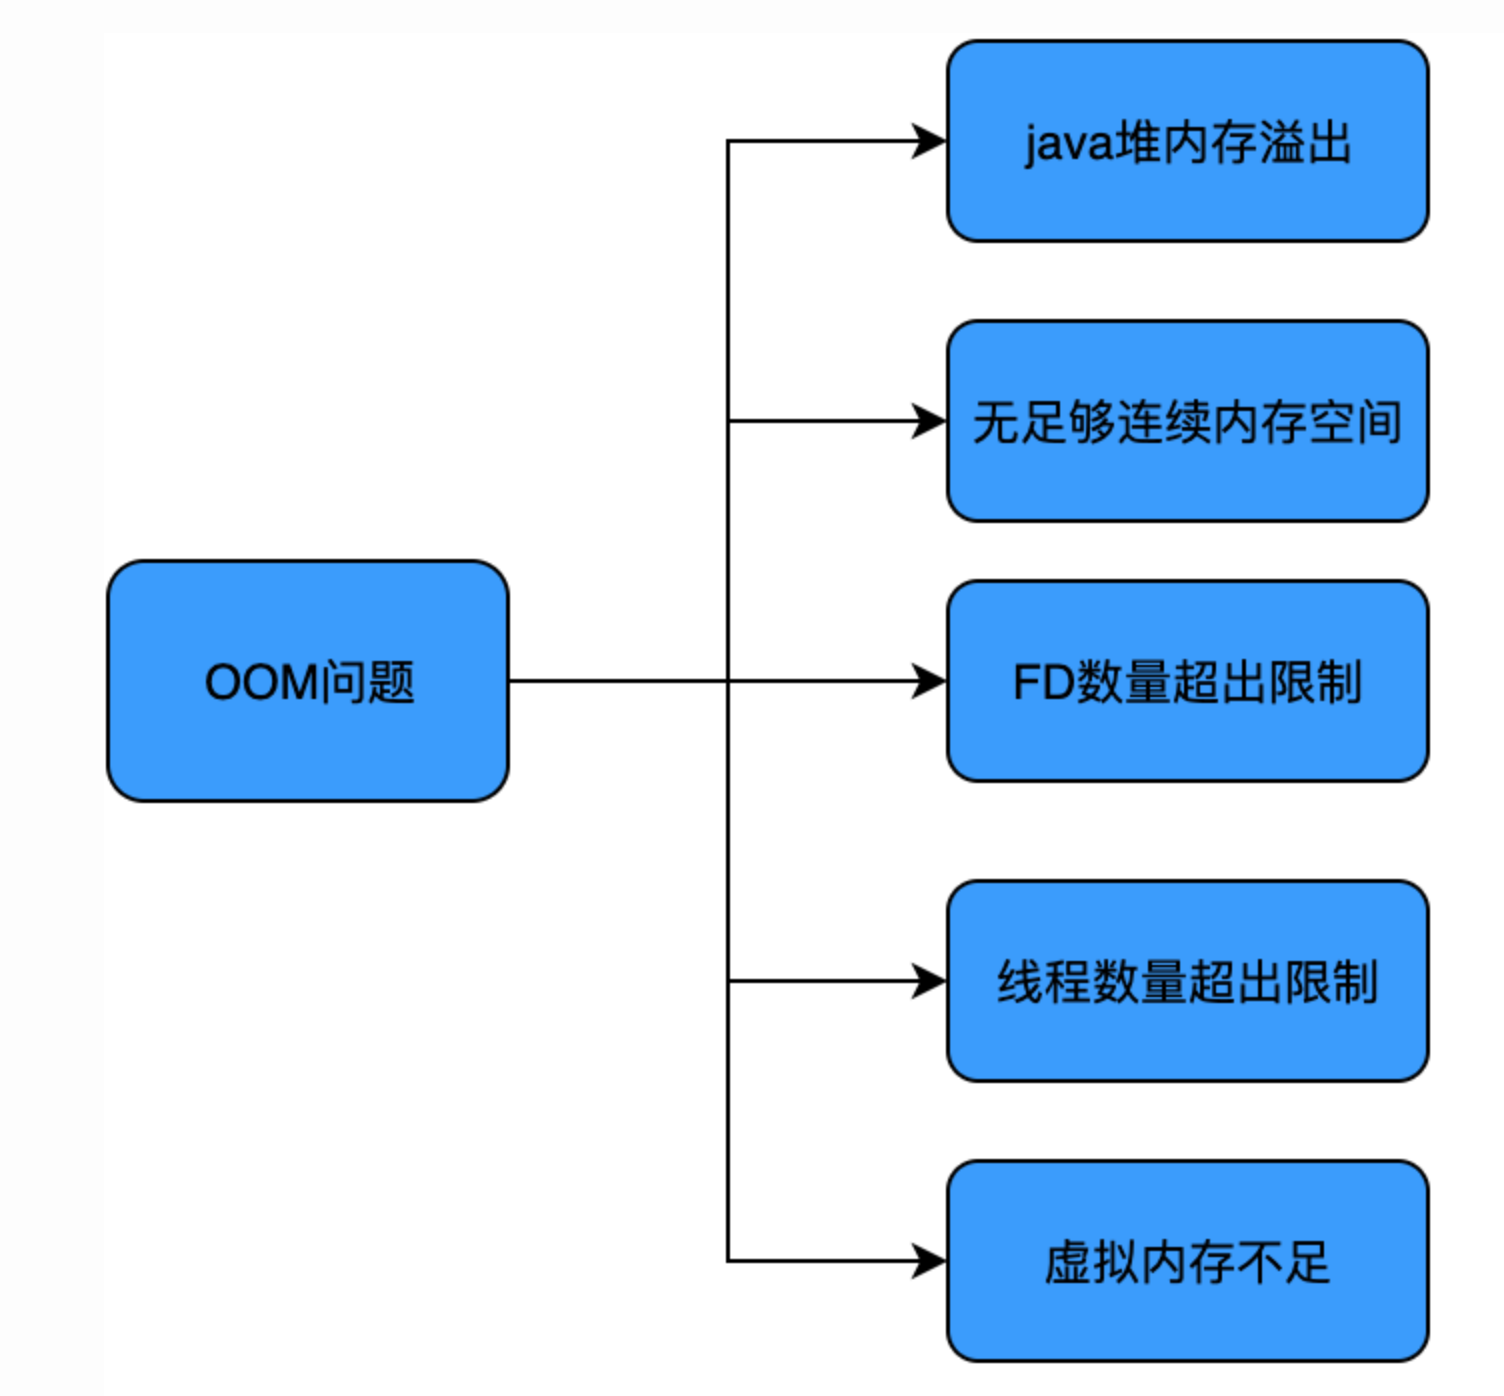 java堆内存溢出
无足够连续内存空间
OOM问题
FD数量超出限制
线程数量超出限制
虚拟内存不足